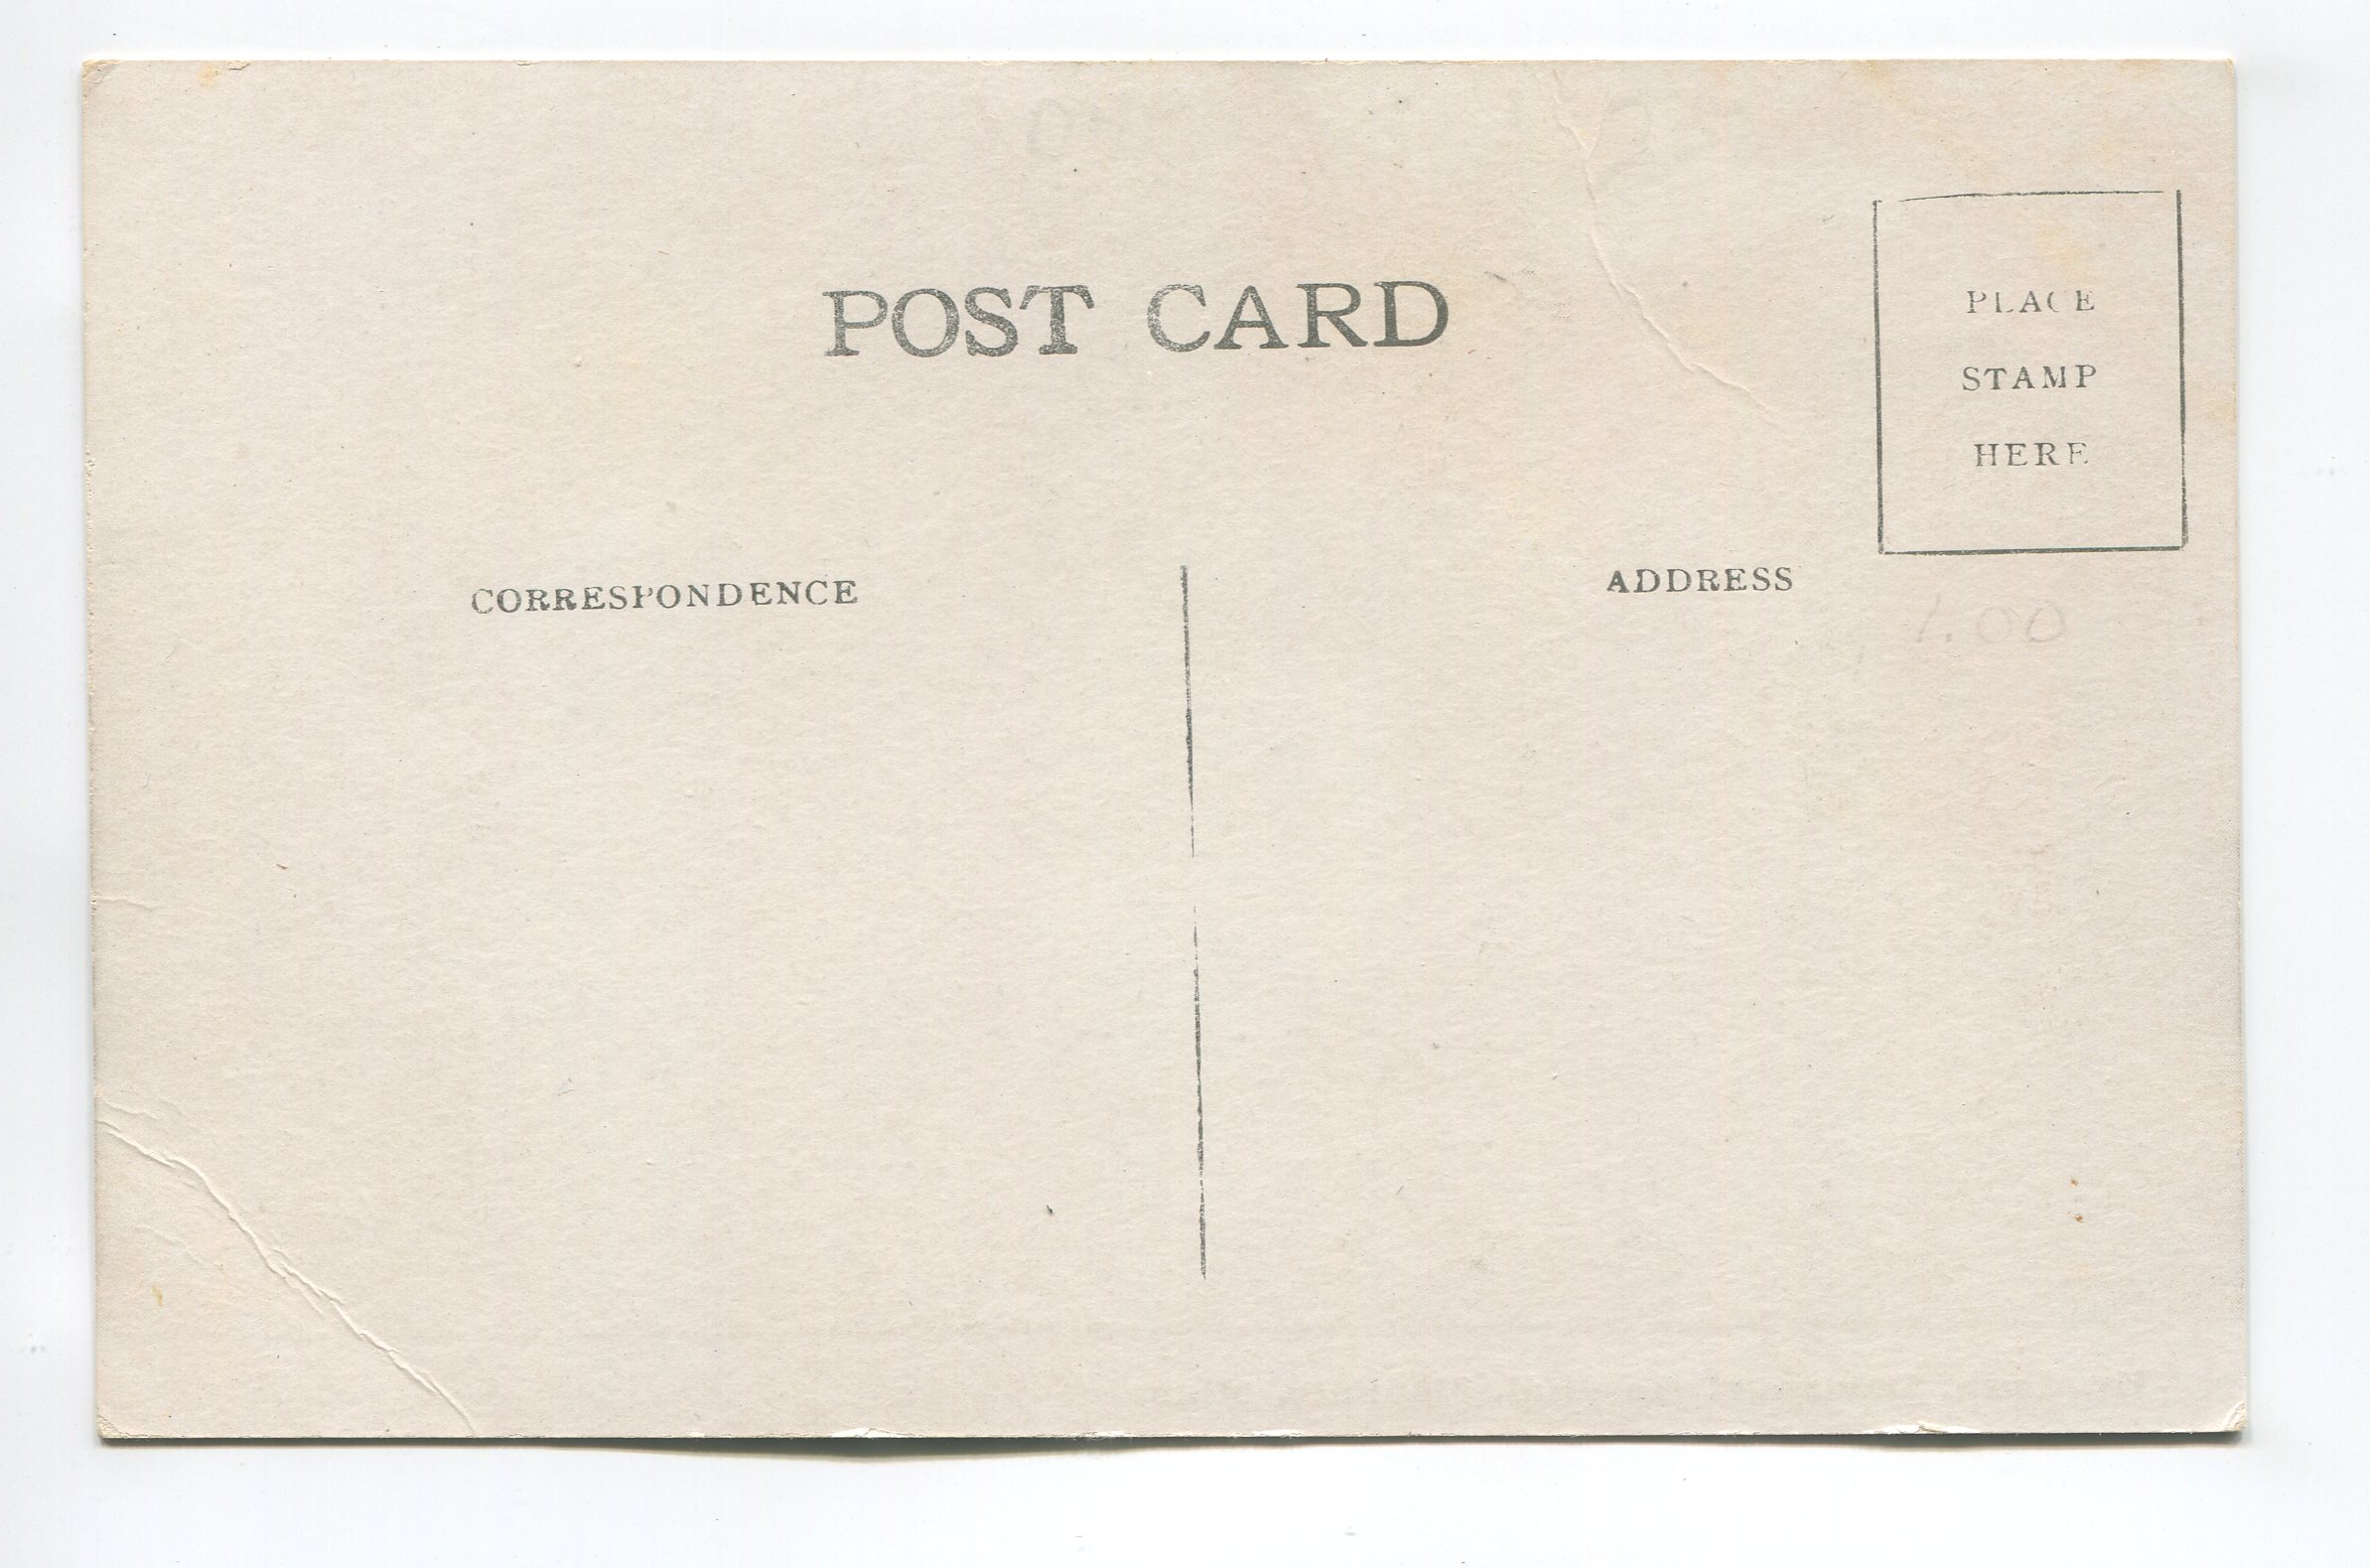 POST CARD
PLACE
STAMP
HERE
CORRESPONDENCE
ADDRESS
1.00